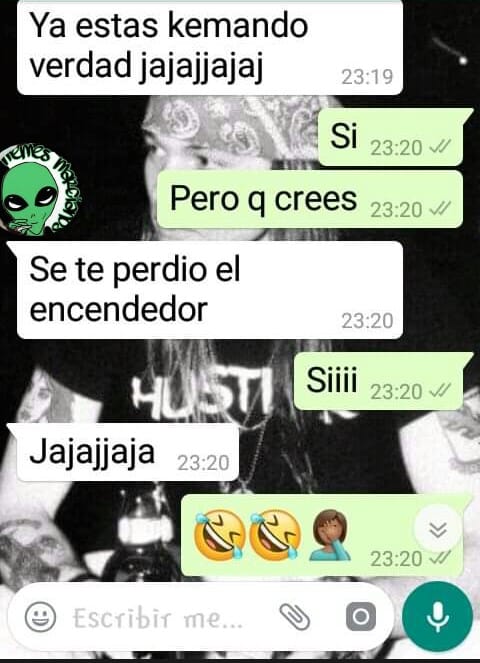 Ya estas kemando
verdad jajajjajaj
23:19
Si 23:20
Pero q crees 23:20
Se te perdio el
encendedor
23:20
HUSTL
Siiii 23:20
Jajajjaja 23:20
🤣🤣🤦🏾‍♀️ 23:20
Escribir me...